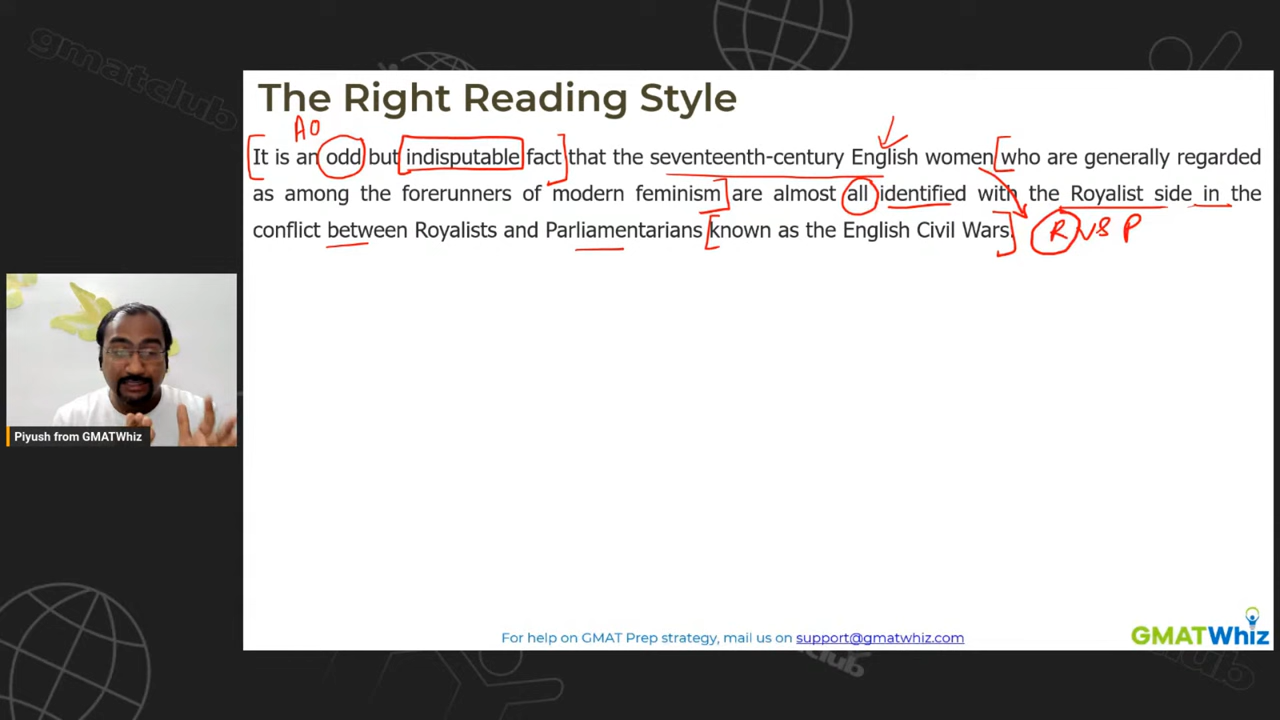 gmatclub
The Right Reading Style
AO
It is an odd but indisputable fact that the seventeenth-century English women who are generally regarded
as among the forerunners of modern feminism are almost all identified with the Royalist side in the
conflict between Royalists and Parliamentarians known as the English Civil Wars.
R vs P
Piyush from GMATWhiz
For help on GMAT Prep strategy, mail us on support@gmatwhiz.com
GMATWhiz
gmatclub
gmatclub